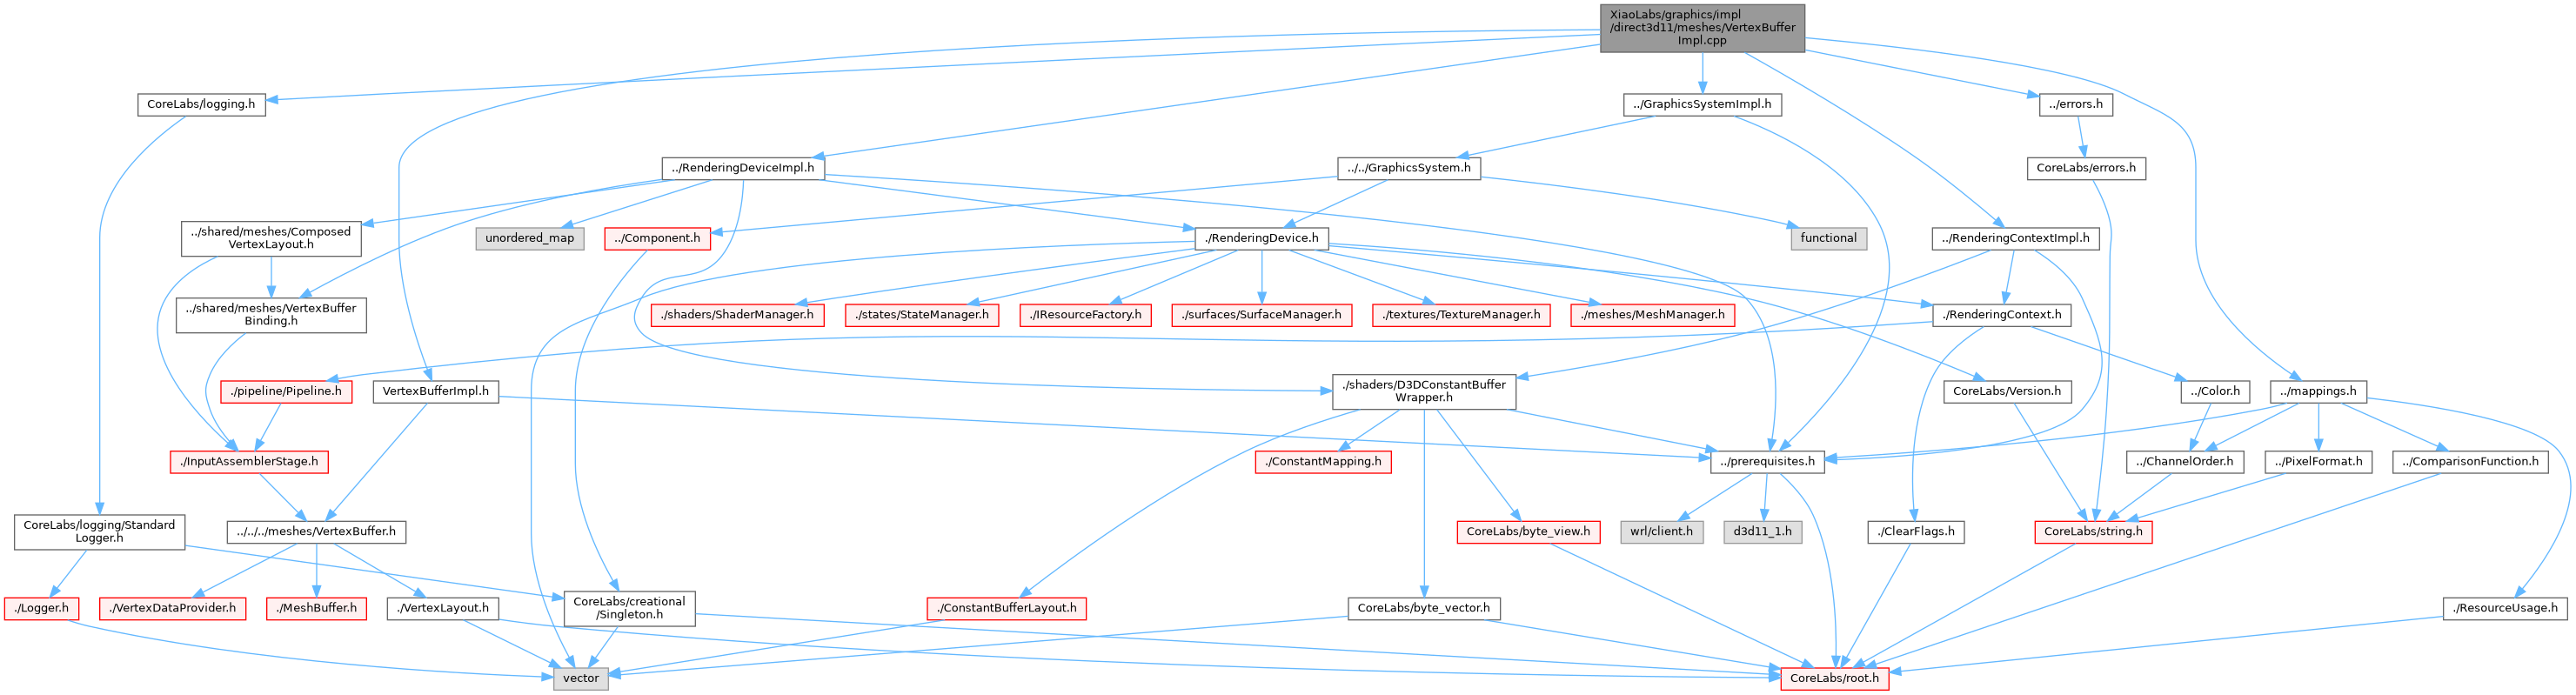 XiaoLabs/graphics/impl
/direct3d11/meshes/VertexBuffer
Impl.cpp
CoreLabs/logging.h
../GraphicsSystemImpl.h
../errors.h
../RenderingDeviceImpl.h
../../GraphicsSystem.h
CoreLabs/errors.h
../shared/meshes/Composed
VertexLayout.h
unordered_map
../Component.h
./RenderingDevice.h
functional
../RenderingContextImpl.h
../shared/meshes/VertexBuffer
Binding.h
./shaders/ShaderManager.h
./states/StateManager.h
./IResourceFactory.h
./surfaces/SurfaceManager.h
./textures/TextureManager.h
./meshes/MeshManager.h
./RenderingContext.h
./pipeline/Pipeline.h
VertexBufferImpl.h
./shaders/D3DConstantBuffer
Wrapper.h
CoreLabs/Version.h
../Color.h
../mappings.h
./InputAssemblerStage.h
./ConstantMapping.h
../prerequisites.h
../ChannelOrder.h
../PixelFormat.h
../ComparisonFunction.h
CoreLabs/logging/Standard
Logger.h
../../../meshes/VertexBuffer.h
CoreLabs/byte_view.h
wrl/client.h
d3d11_1.h
./ClearFlags.h
CoreLabs/string.h
./Logger.h
./VertexDataProvider.h
./MeshBuffer.h
./VertexLayout.h
CoreLabs/creational
/Singleton.h
./ConstantBufferLayout.h
CoreLabs/byte_vector.h
./ResourceUsage.h
vector
CoreLabs/root.h